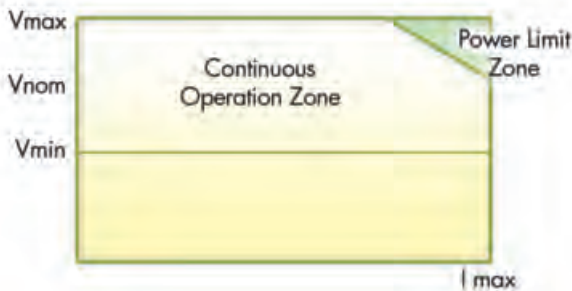 Vmax
Power Limit
Zone
Continuous
Operation Zone
Vnom
Vmin
I max